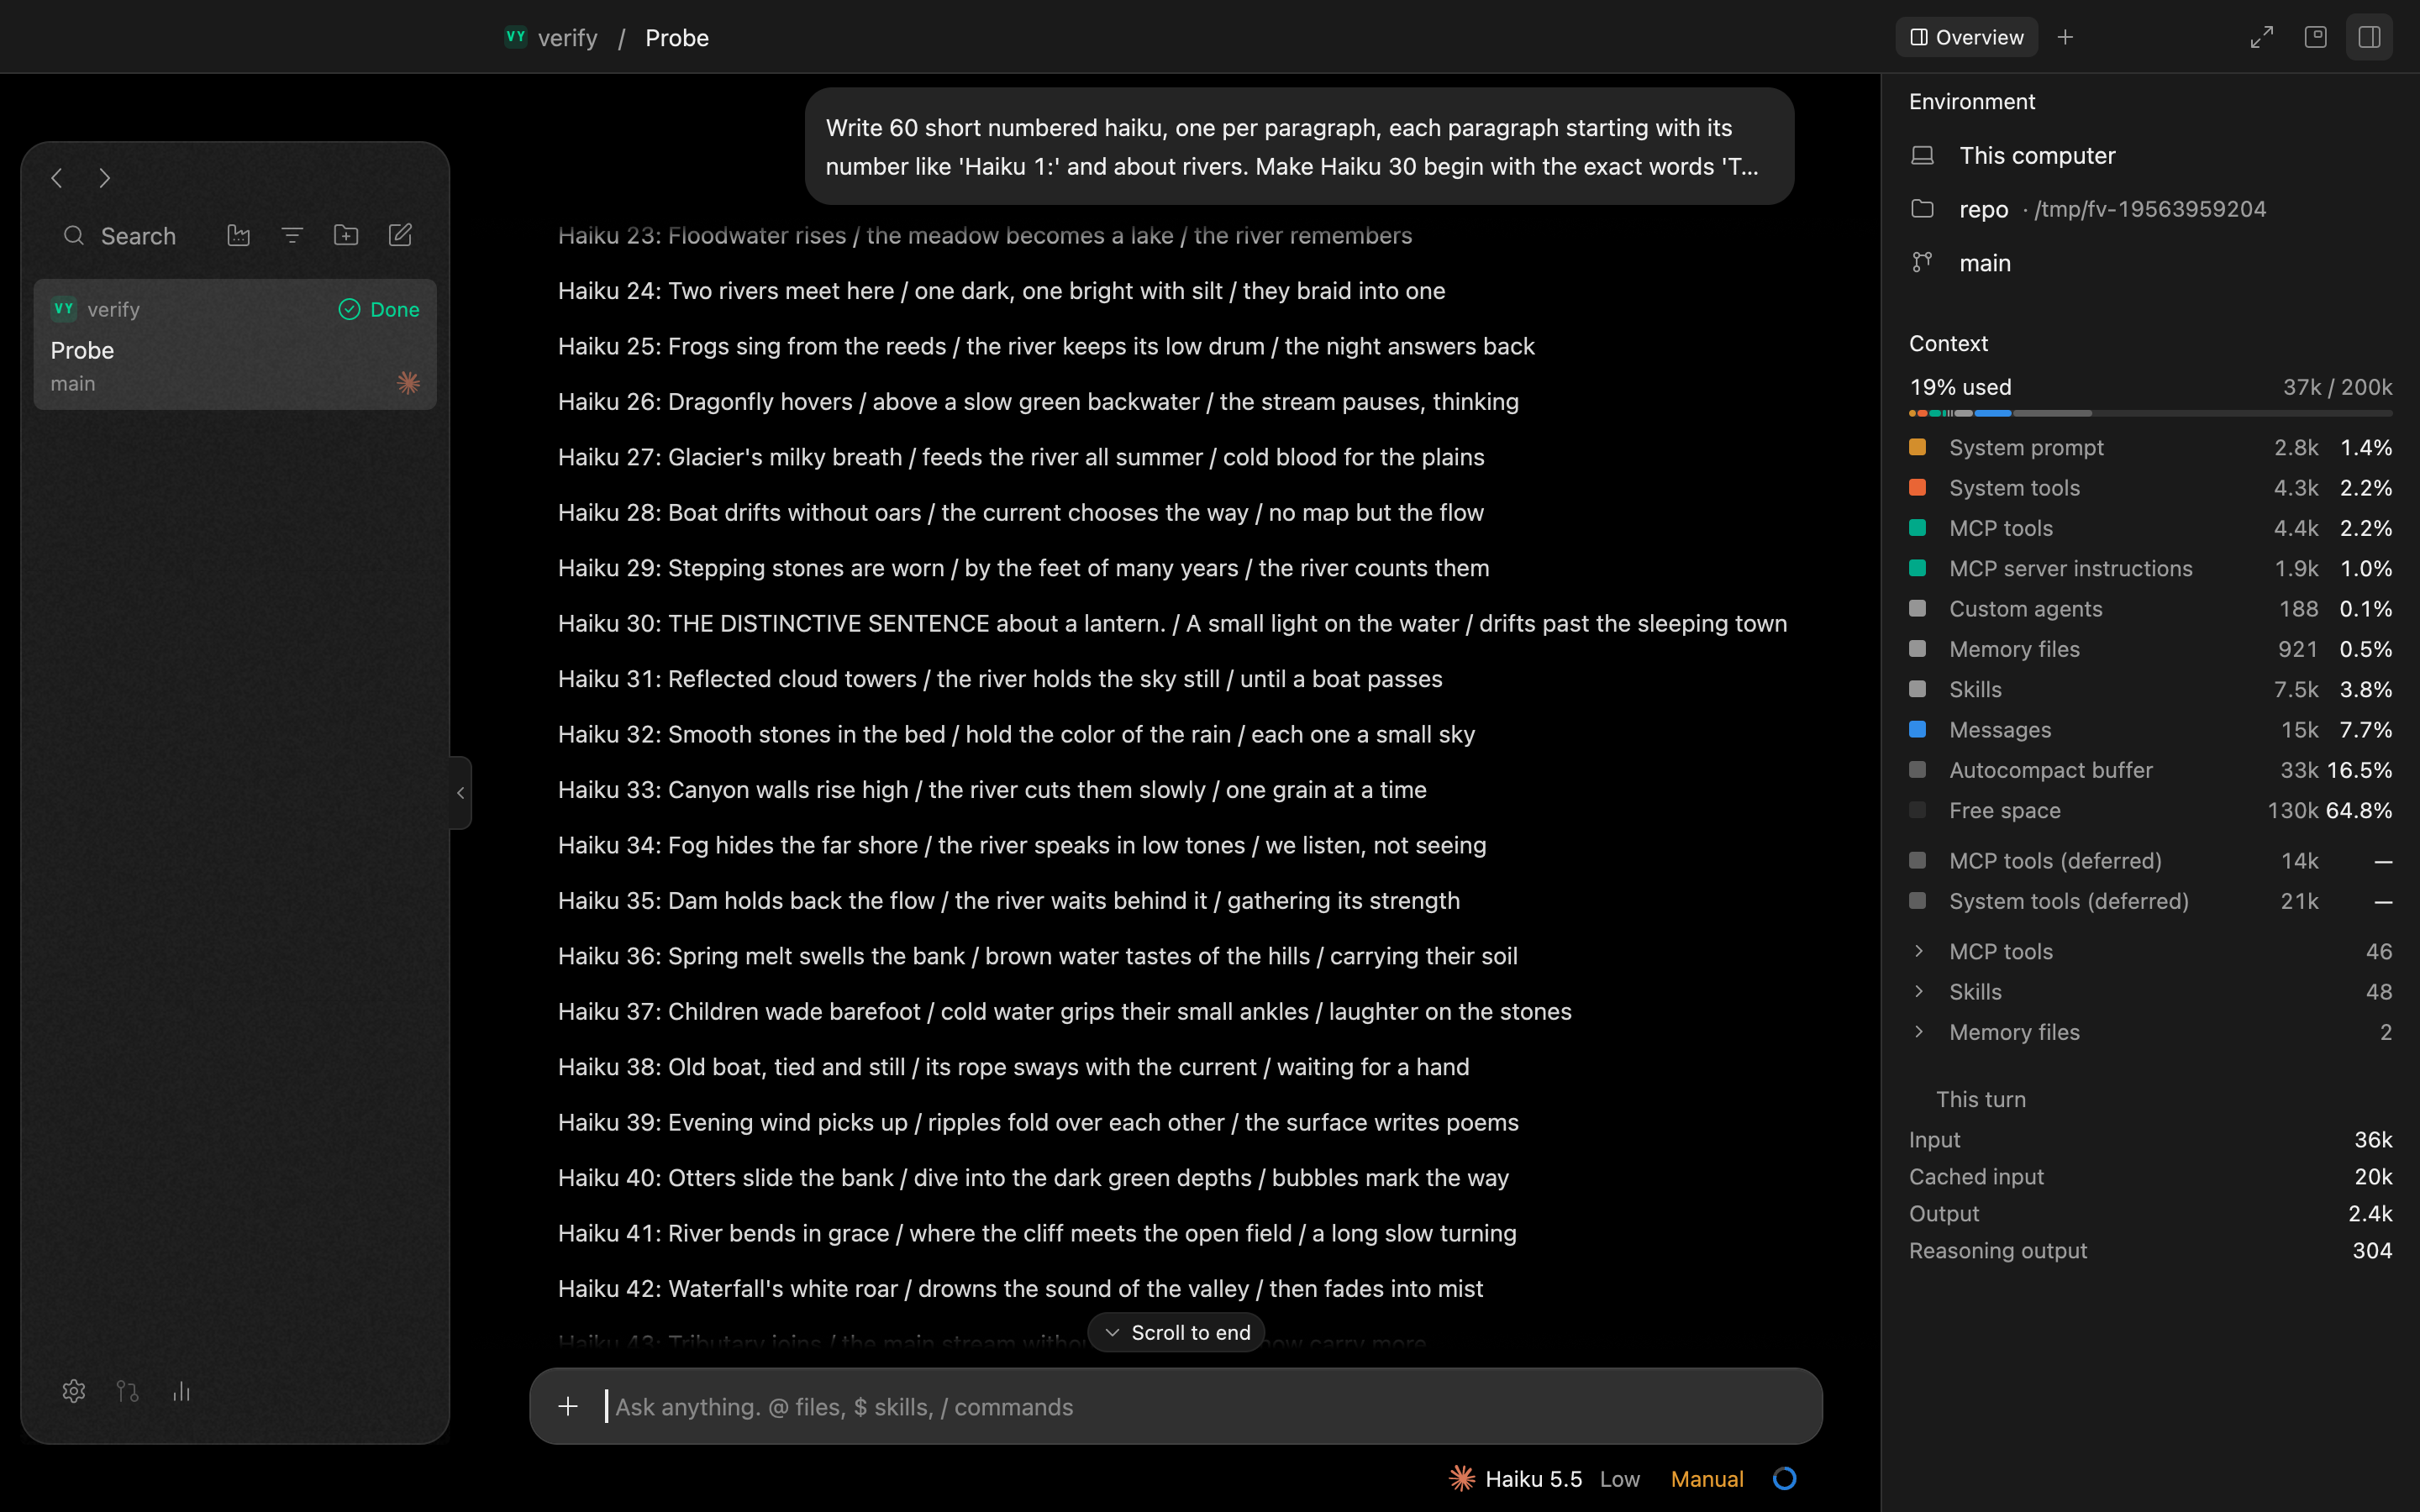 VY verify / Probe
Overview
Search
VY verify Done
Probe
main
Write 60 short numbered haiku, one per paragraph, each paragraph starting with its
number like 'Haiku 1:' and about rivers. Make Haiku 30 begin with the exact words 'T...
Haiku 23: Floodwater rises / the meadow becomes a lake / the river remembers
Haiku 24: Two rivers meet here / one dark, one bright with silt / they braid into one
Haiku 25: Frogs sing from the reeds / the river keeps its low drum / the night answers back
Haiku 26: Dragonfly hovers / above a slow green backwater / the stream pauses, thinking
Haiku 27: Glacier's milky breath / feeds the river all summer / cold blood for the plains
Haiku 28: Boat drifts without oars / the current chooses the way / no map but the flow
Haiku 29: Stepping stones are worn / by the feet of many years / the river counts them
Haiku 30: THE DISTINCTIVE SENTENCE about a lantern. / A small light on the water / drifts past the sleeping town
Haiku 31: Reflected cloud towers / the river holds the sky still / until a boat passes
Haiku 32: Smooth stones in the bed / hold the color of the rain / each one a small sky
Haiku 33: Canyon walls rise high / the river cuts them slowly / one grain at a time
Haiku 34: Fog hides the far shore / the river speaks in low tones / we listen, not seeing
Haiku 35: Dam holds back the flow / the river waits behind it / gathering its strength
Haiku 36: Spring melt swells the bank / brown water tastes of the hills / carrying their soil
Haiku 37: Children wade barefoot / cold water grips their small ankles / laughter on the stones
Haiku 38: Old boat, tied and still / its rope sways with the current / waiting for a hand
Haiku 39: Evening wind picks up / ripples fold over each other / the surface writes poems
Haiku 40: Otters slide the bank / dive into the dark green depths / bubbles mark the way
Haiku 41: River bends in grace / where the cliff meets the open field / a long slow turning
Haiku 42: Waterfall's white roar / drowns the sound of the valley / then fades into mist
Haiku 43: Tributary joins / the main stream now carry more
Scroll to end
Ask anything. @ files, $ skills, / commands
Haiku 5.5 Low Manual
Environment
This computer
repo · /tmp/fv-19563959204
main
Context
19% used 37k / 200k
System prompt 2.8k 1.4%
System tools 4.3k 2.2%
MCP tools 4.4k 2.2%
MCP server instructions 1.9k 1.0%
Custom agents 188 0.1%
Memory files 921 0.5%
Skills 7.5k 3.8%
Messages 15k 7.7%
Autocompact buffer 33k 16.5%
Free space 130k 64.8%
MCP tools (deferred) 14k —
System tools (deferred) 21k —
MCP tools 46
Skills 48
Memory files 2
This turn
Input 36k
Cached input 20k
Output 2.4k
Reasoning output 304